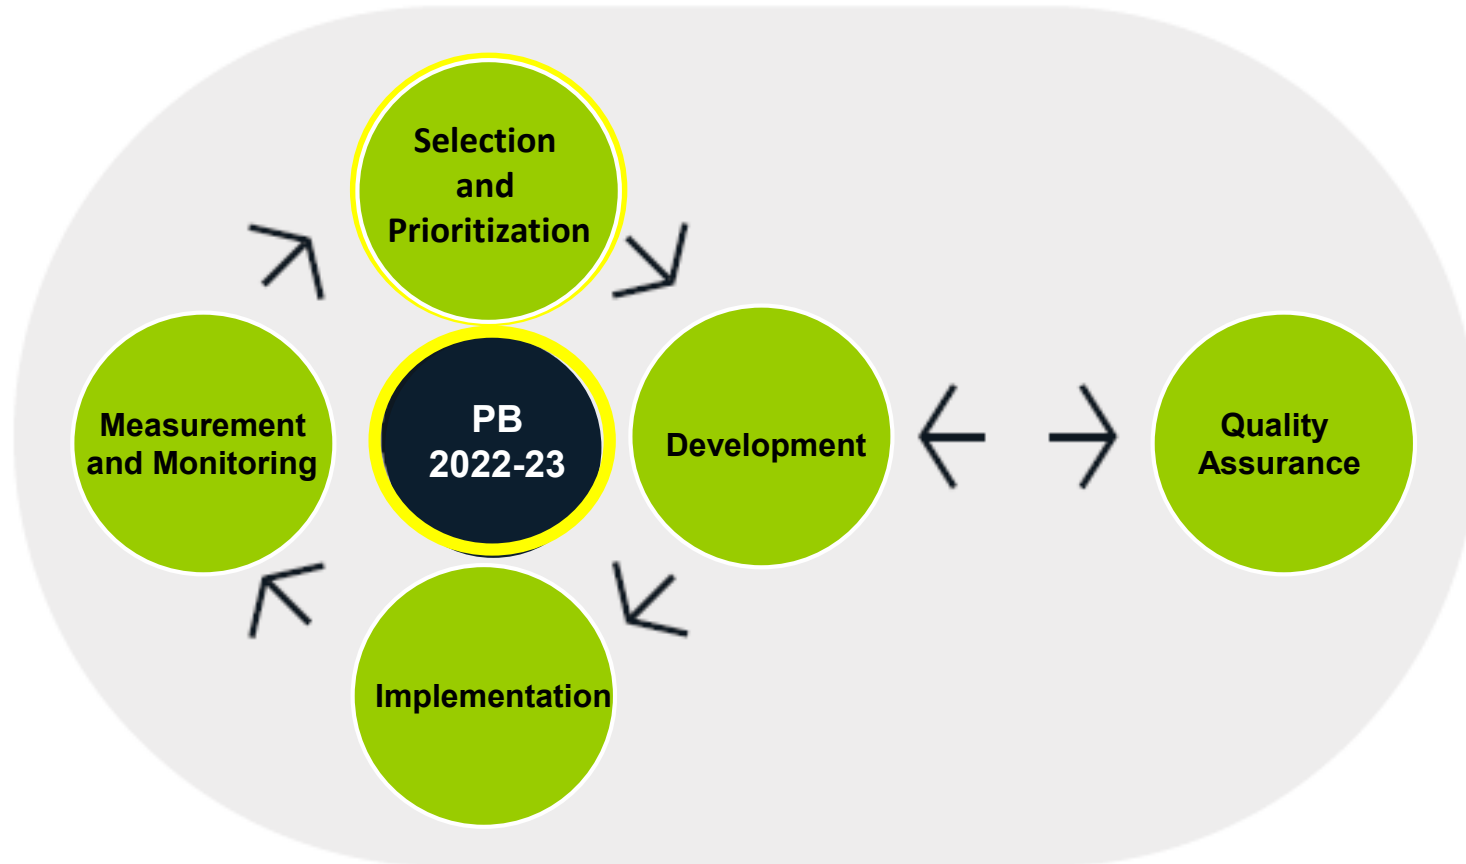 Selection
and
Prioritization
Measurement
and Monitoring
PB
2022-23
Development
Quality
Assurance
Implementation